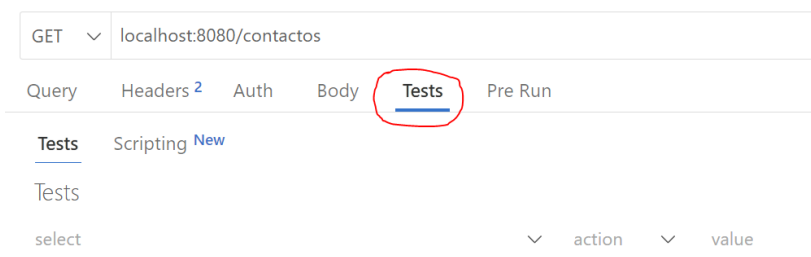 GET localhost:8080/contactos
Query Headers 2 Auth Body Tests Pre Run
Tests Scripting New
Tests
select action value